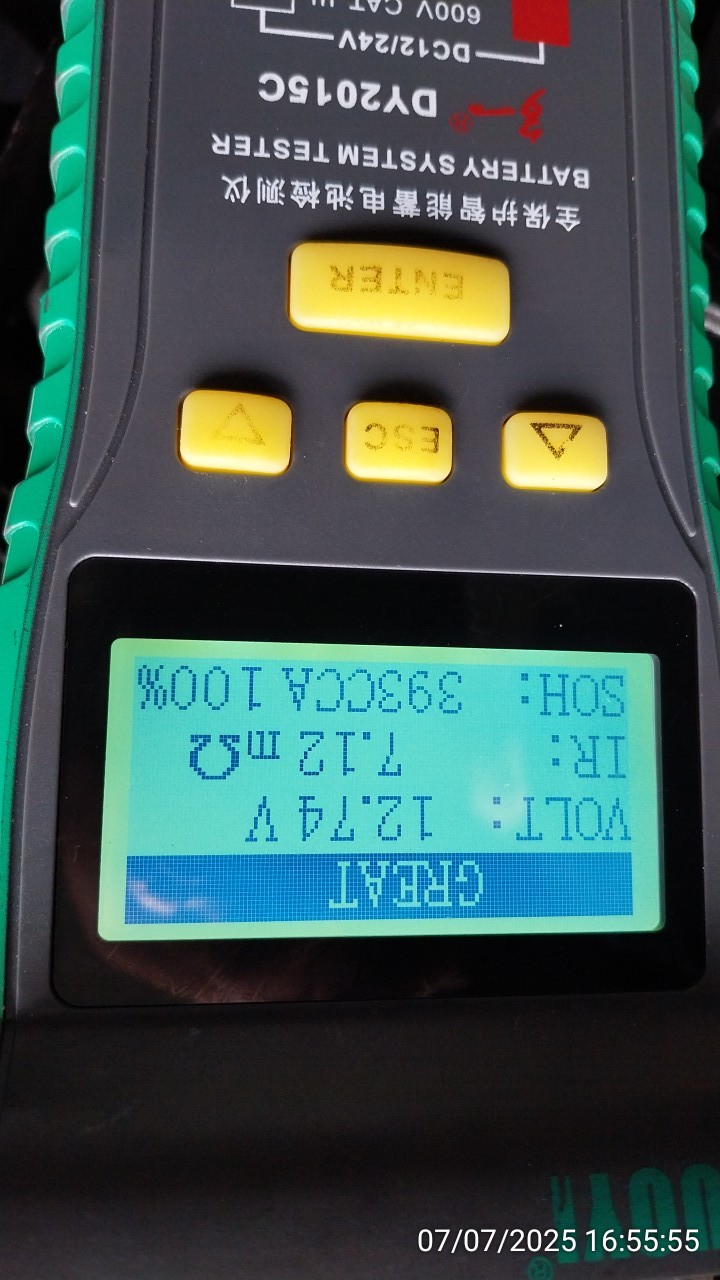 GREAT
VOLT: 12.74 V
IR: 7.12 mΩ
SOH: 393CCA 100%
ESC
ENTER
全保护智能蓄电池检测仪
BATTERY SYSTEM TESTER
DY2015C
DC12/24V
600V CAT III
07/07/2025 16:55:55